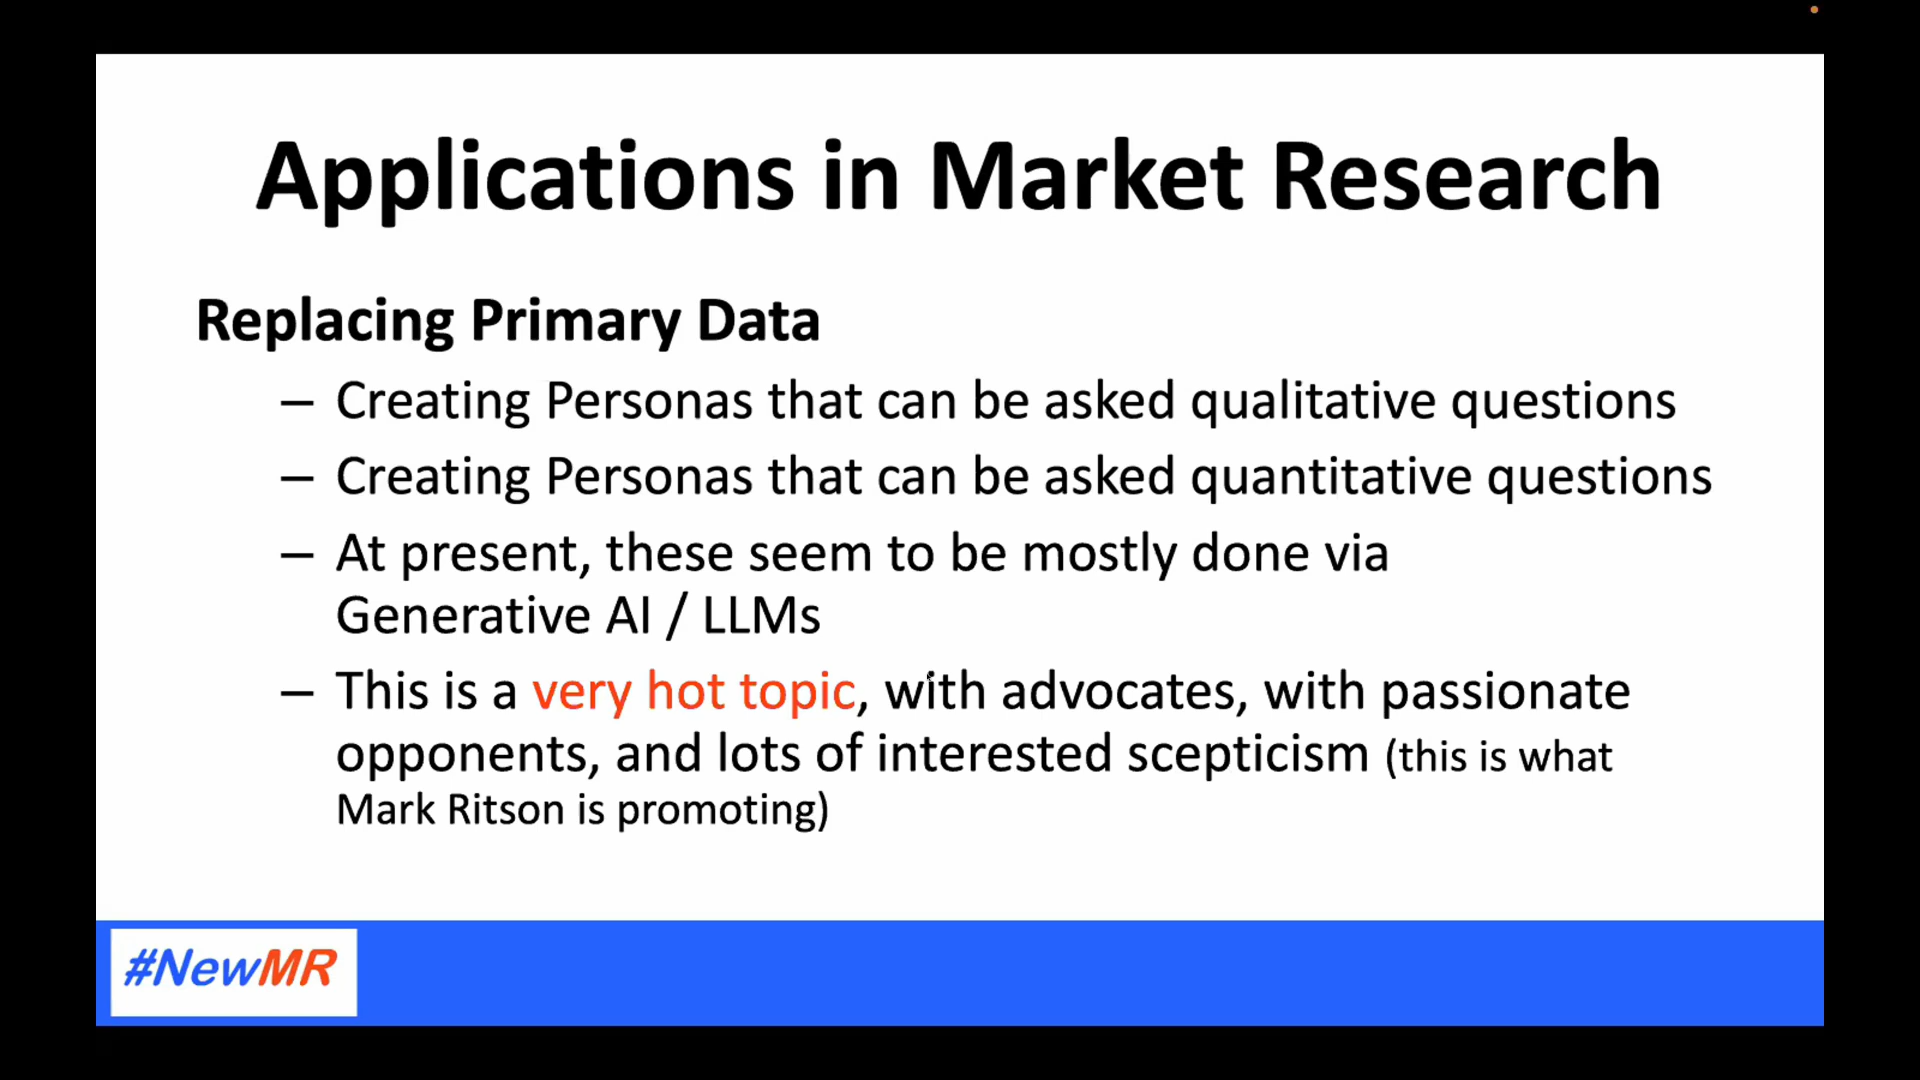 Applications in Market Research
Replacing Primary Data
– Creating Personas that can be asked qualitative questions
– Creating Personas that can be asked quantitative questions
– At present, these seem to be mostly done via
Generative AI / LLMs
– This is a very hot topic, with advocates, with passionate
opponents, and lots of interested scepticism (this is what
Mark Ritson is promoting)
#NewMR